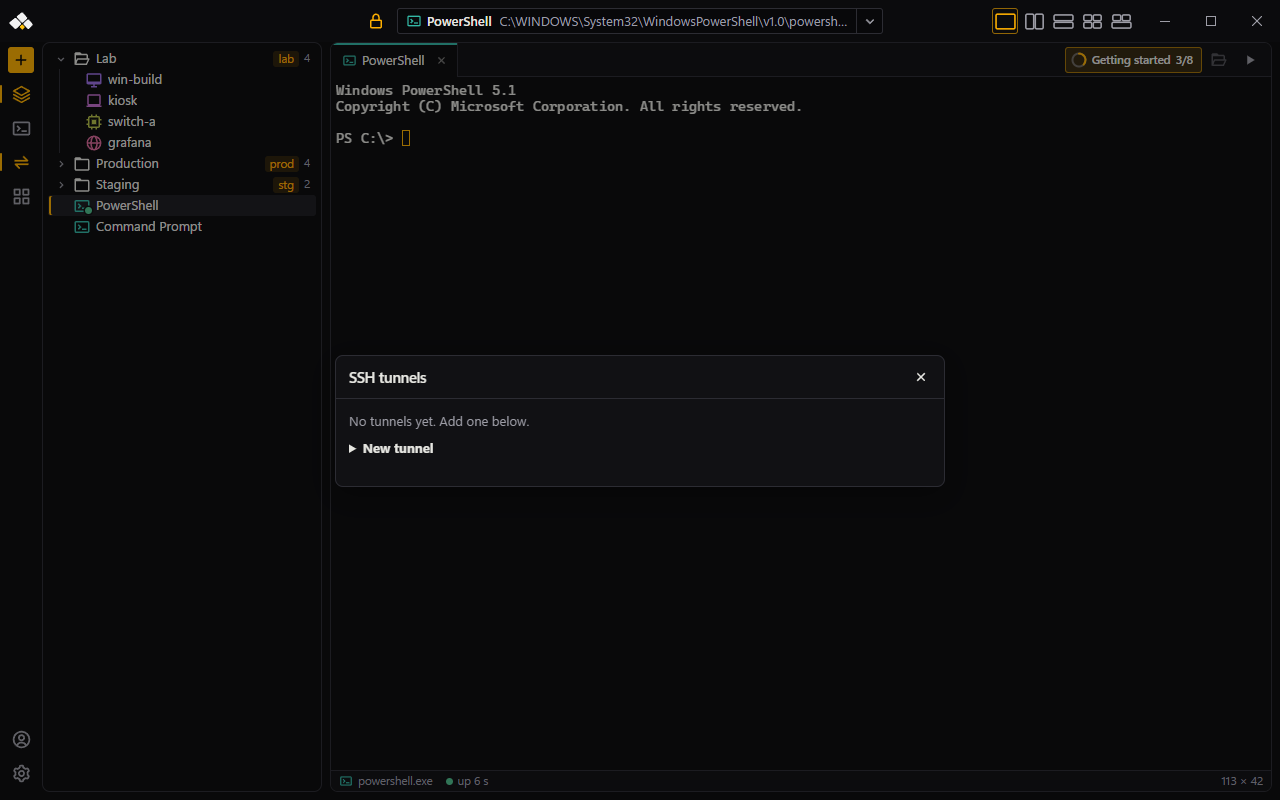 PowerShell C:\WINDOWS\System32\WindowsPowerShell\v1.0\powersh...
Lab lab 4
win-build
kiosk
switch-a
grafana
Production prod 4
Staging stg 2
PowerShell
Command Prompt
PowerShell
Getting started 3/8
Windows PowerShell 5.1
Copyright (C) Microsoft Corporation. All rights reserved.
PS C:\>
SSH tunnels
No tunnels yet. Add one below.
New tunnel
powershell.exe up 6 s
113 × 42